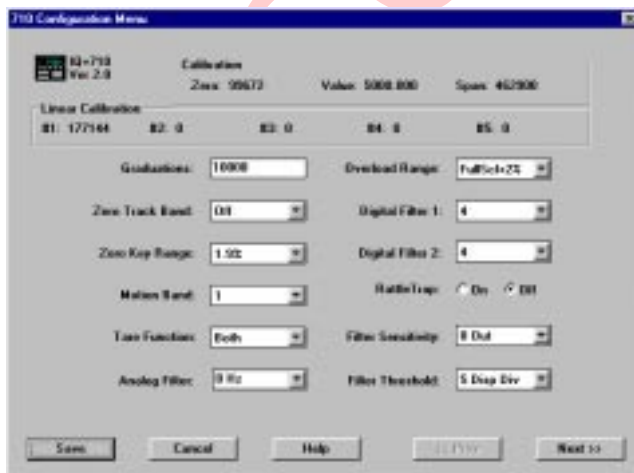 710 Configuration Menu
IQ+710
Ver 2.0
Calibration
Zero: 99672 Value: 5000.000 Span: 462900
Linear Calibration
#1: 177144 #2: 0 #3: 0 #4: 0 #5: 0
Graduations: 10000 Overload Range: FullScl+2%
Zero Track Band: Off Digital Filter 1: 4
Zero Key Range: 1.9% Digital Filter 2: 4
Motion Band: 1 RattleTrap: On Off
Tare Function: Both Filter Sensitivity: 8 Out
Analog Filter: 8 Hz Filter Threshold: 5 Disp Div
Save Cancel Help << Prev Next >>